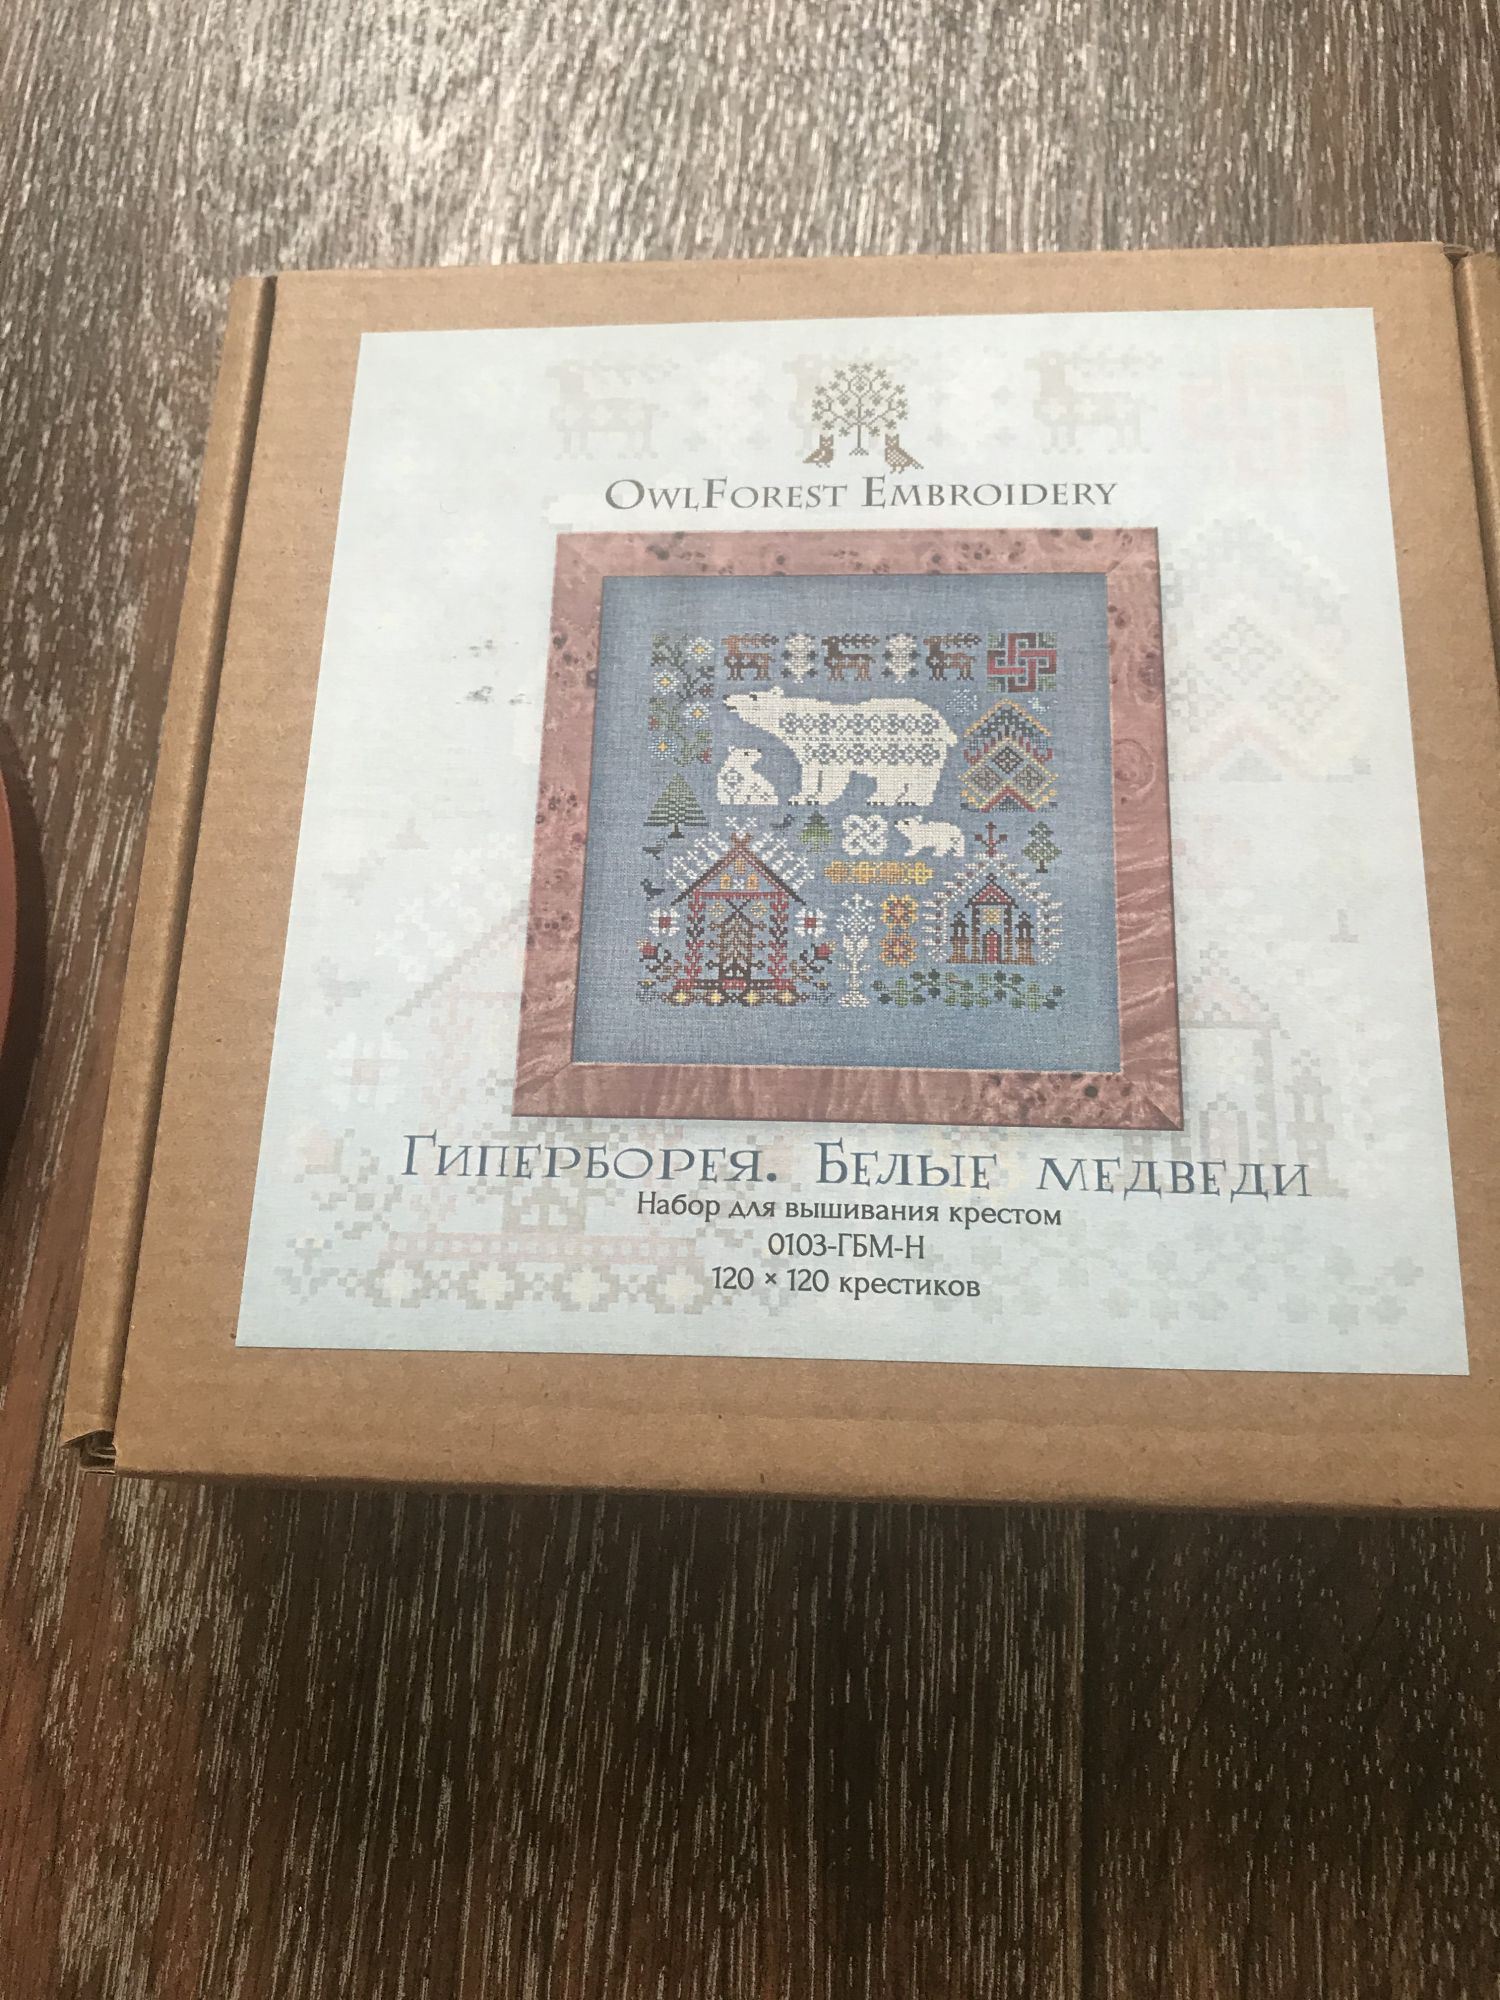 OwlForest Embroidery
Гиперборея. Белые медведи
Набор для вышивания крестом
0103-ГБМ-Н
120 × 120 крестиков